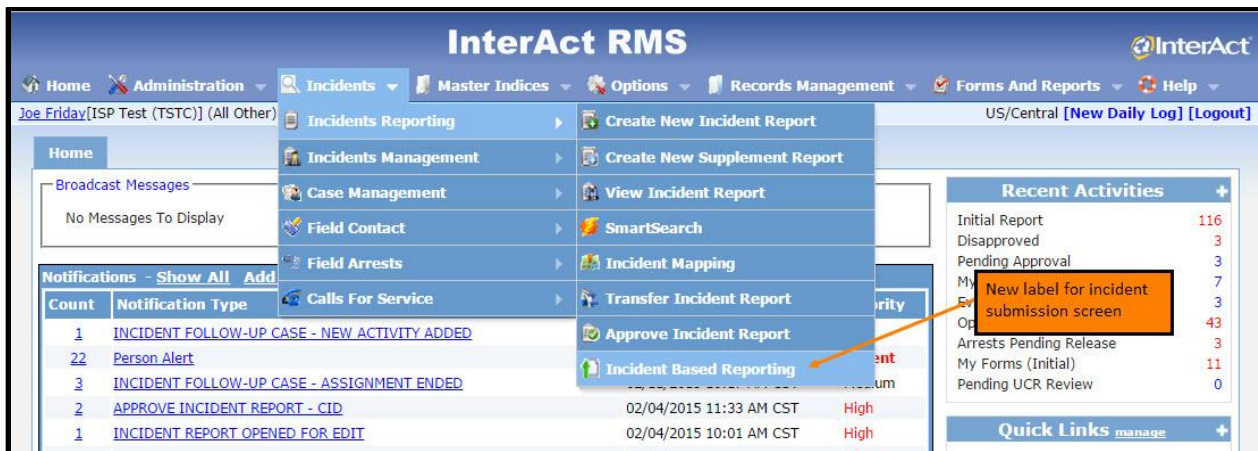 InterAct RMS
InterAct
Home Administration Incidents Master Indices Options Records Management Forms And Reports Help
Joe Friday[ISP Test (TSTC)] (All Other)
US/Central [New Daily Log] [Logout]
Incidents Reporting
Incidents Management
Case Management
Field Contact
Field Arrests
Calls For Service
Create New Incident Report
Create New Supplement Report
View Incident Report
SmartSearch
Incident Mapping
Transfer Incident Report
Approve Incident Report
Incident Based Reporting
Home
Broadcast Messages
No Messages To Display
Notifications - Show All Add
Count Notification Type
1 INCIDENT FOLLOW-UP CASE - NEW ACTIVITY ADDED
22 Person Alert
3 INCIDENT FOLLOW-UP CASE - ASSIGNMENT ENDED
2 APPROVE INCIDENT REPORT - CID 02/04/2015 11:33 AM CST High
1 INCIDENT REPORT OPENED FOR EDIT 02/04/2015 10:01 AM CST High
Recent Activities +
Initial Report 116
Disapproved 3
Pending Approval 3
My 7
3
Op 43
Arrests Pending Release 3
My Forms (Initial) 11
Pending UCR Review 0
New label for incident
submission screen
Quick Links manage +